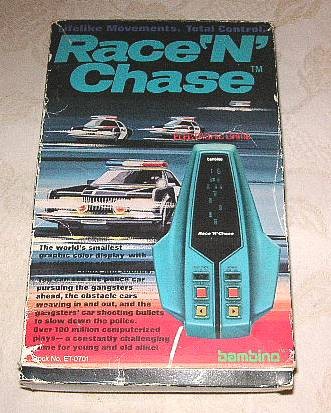 Lifelike Movements. Total Control.
Race 'N'
Chase ™
Electronic Game
bambino
Race 'N' Chase
The world's smallest
graphic color display with
pursuing the gangsters
ahead, the obstacle cars
weaving in and out, and the
gangsters' car shooting bullets
to slow down the police.
Over 100 million computerized
plays— a constantly challenging
game for young and old alike!
Stock No. ET-0701
bambino